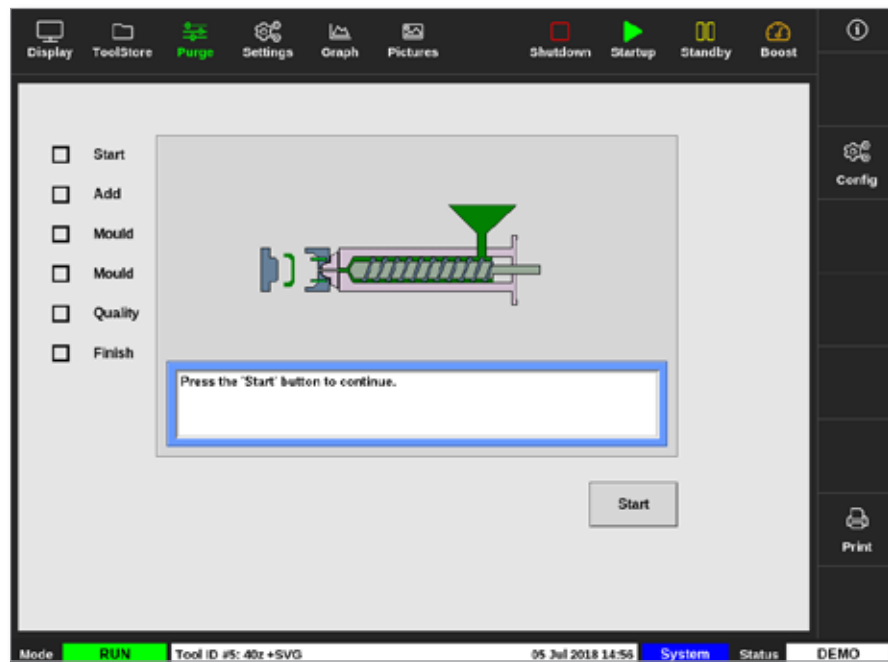 Display ToolStore Purge Settings Graph Pictures Shutdown Startup Standby Boost
Config
Start
Add
Mould
Mould
Quality
Finish
Press the 'Start' button to continue.
Start
Print
Mode RUN Tool ID #5: 40z +SVG 05 Jul 2018 14:56 System Status DEMO